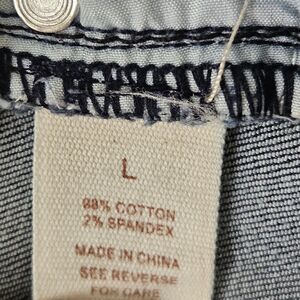 L
98% COTTON
2% SPANDEX
MADE IN CHINA
SEE REVERSE
FOR CARE